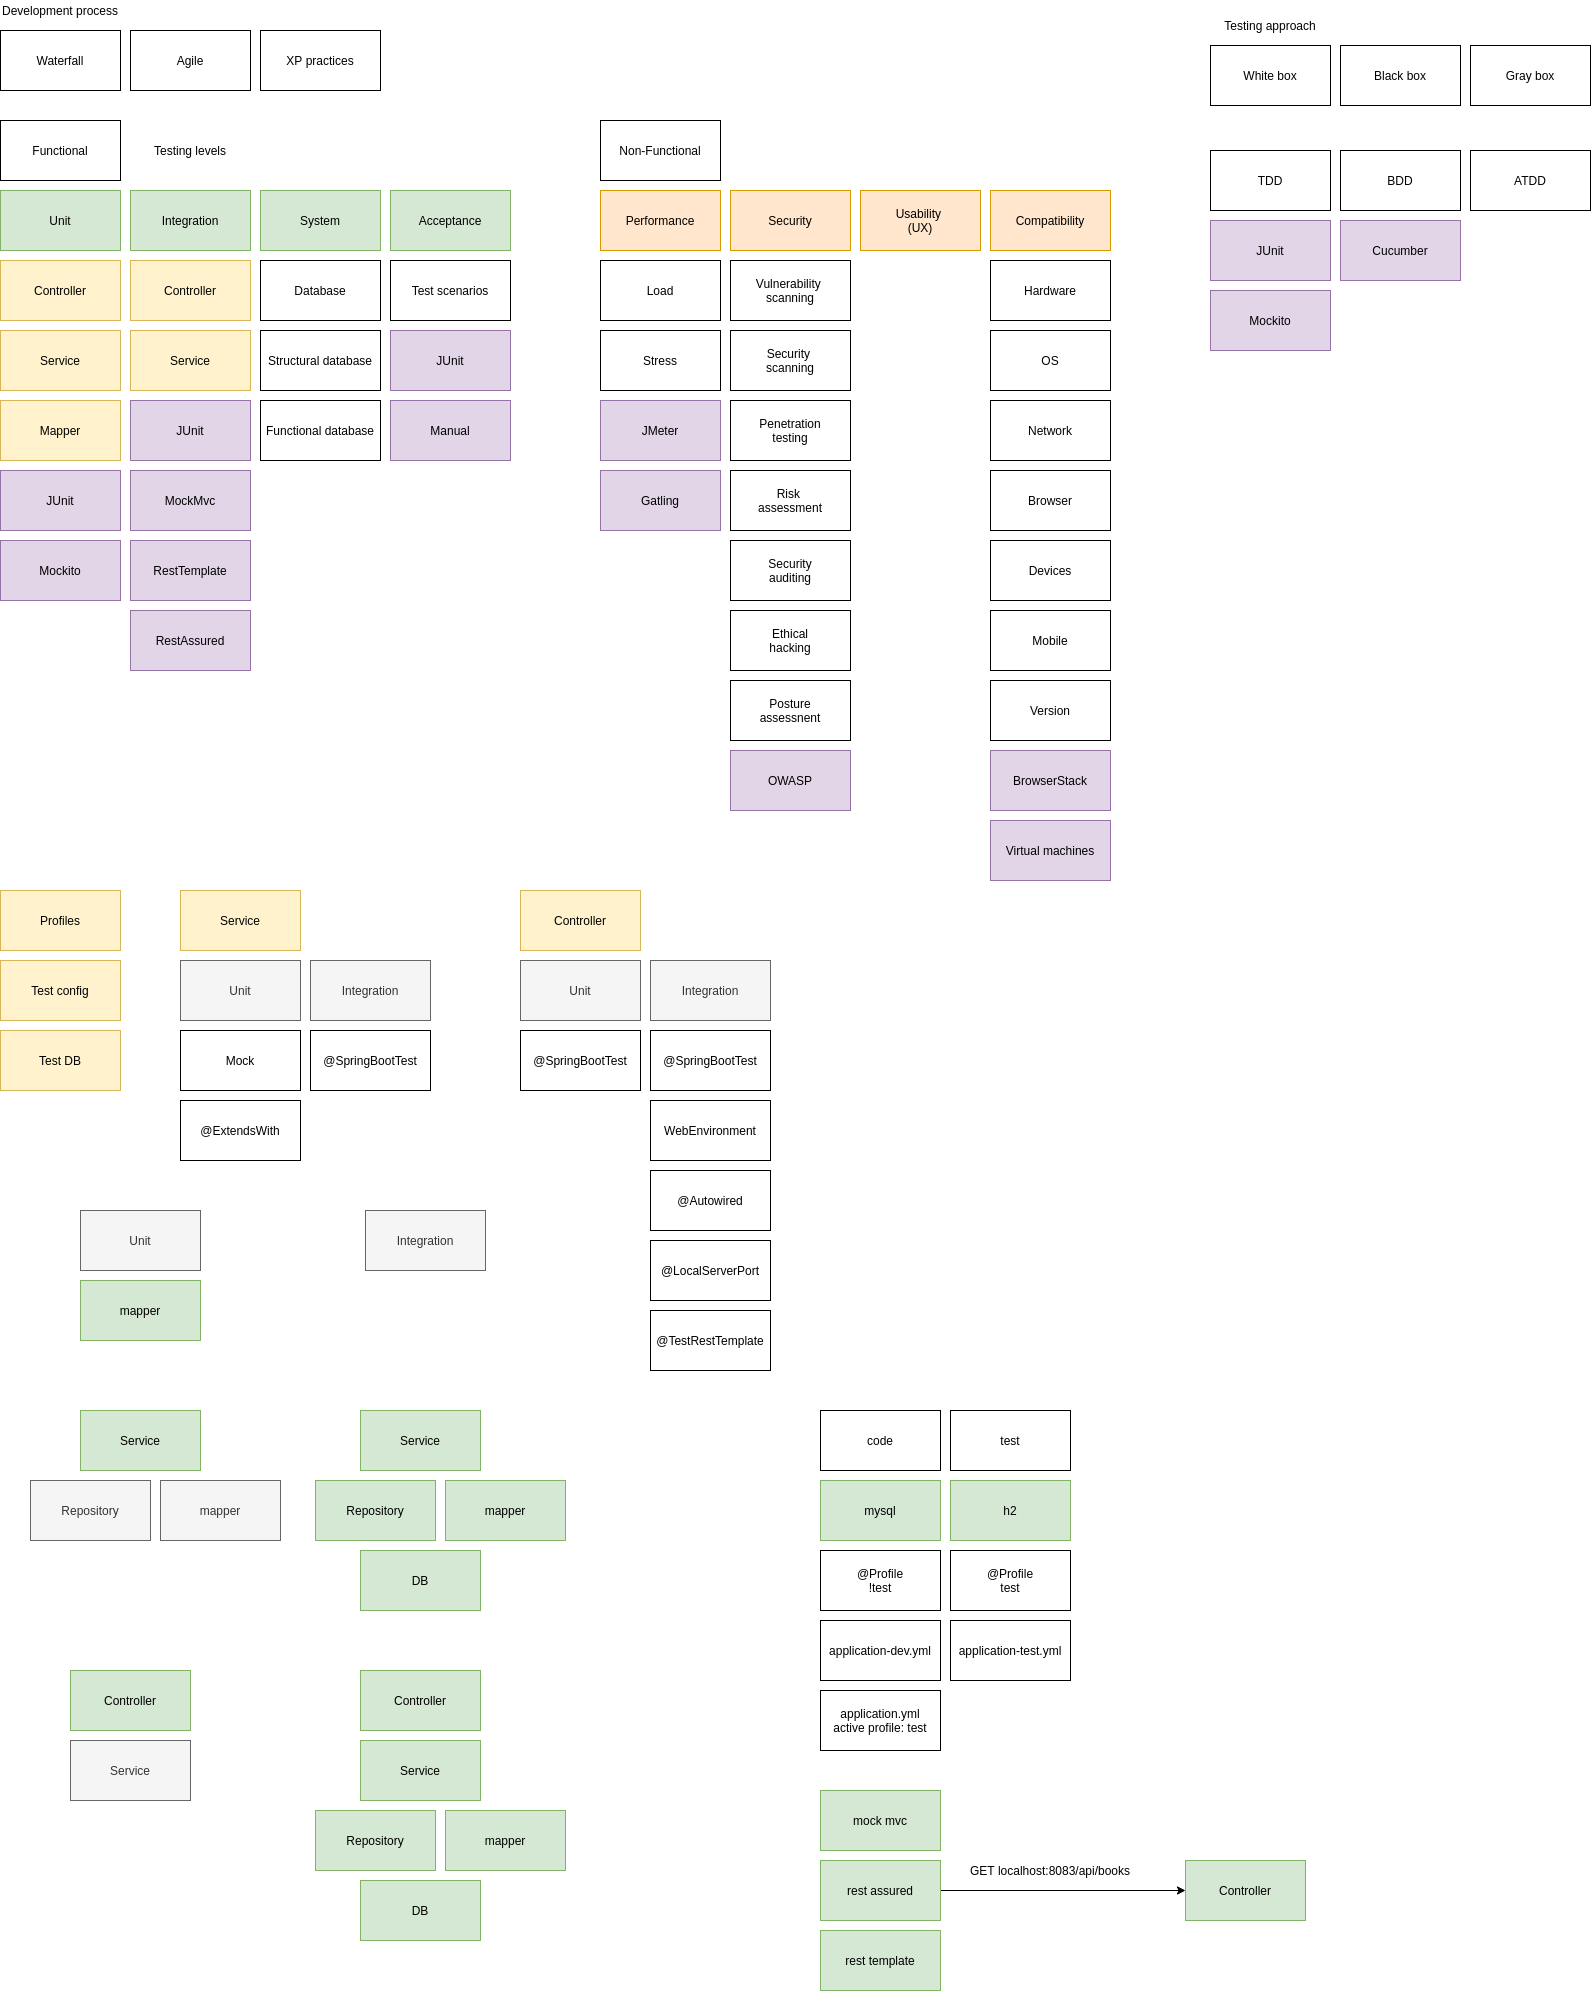 Development process
Testing approach
Waterfall
Agile
XP practices
White box
Black box
Gray box
Functional
Testing levels
Non-Functional
TDD
BDD
ATDD
Unit
Integration
System
Acceptance
Performance
Security
Usability
(UX)
Compatibility
JUnit
Cucumber
Controller
Controller
Database
Test scenarios
Load
Vulnerability
scanning
Hardware
Mockito
Service
Service
Structural database
JUnit
Stress
Security
scanning
OS
Mapper
JUnit
Functional database
Manual
JMeter
Penetration
testing
Network
JUnit
MockMvc
Gatling
Risk
assessment
Browser
Mockito
RestTemplate
Security
auditing
Devices
RestAssured
Ethical
hacking
Mobile
Posture
assessnent
Version
OWASP
BrowserStack
Virtual machines
Profiles
Service
Controller
Test config
Unit
Integration
Unit
Integration
Test DB
Mock
@SpringBootTest
@SpringBootTest
@SpringBootTest
@ExtendsWith
WebEnvironment
@Autowired
Unit
Integration
@LocalServerPort
mapper
@TestRestTemplate
Service
Service
code
test
Repository
mapper
Repository
mapper
mysql
h2
DB
@Profile
!test
@Profile
test
application-dev.yml
application-test.yml
Controller
Controller
application.yml
active profile: test
Service
Service
mock mvc
Repository
mapper
GET localhost:8083/api/books
DB
rest assured
Controller
rest template